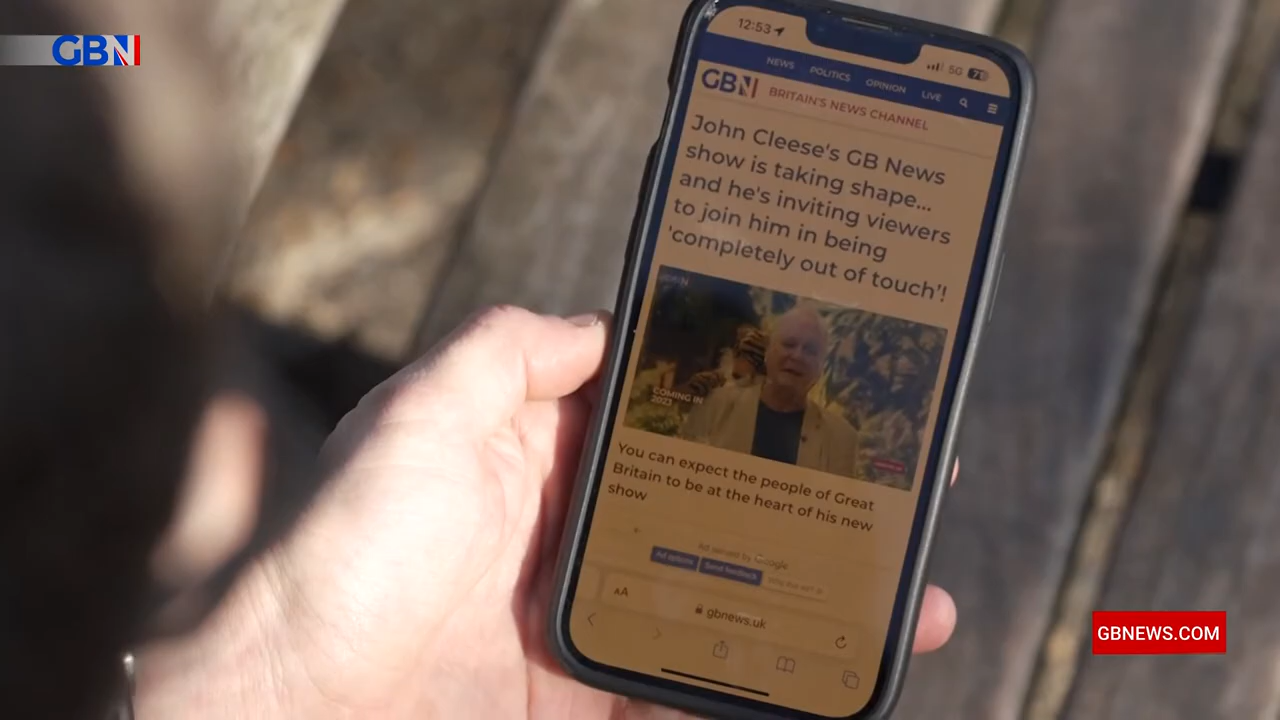 GBN
12:53
5G
NEWS POLITICS OPINION LIVE
GBN BRITAIN'S NEWS CHANNEL
John Cleese's GB News
show is taking shape...
and he's inviting viewers
to join him in being
'completely out of touch'!
COMING IN
2023
You can expect the people of Great
Britain to be at the heart of his new
show
Ad served by Google
Ad options Send feedback
AA
gbnews.uk
GBNEWS.COM